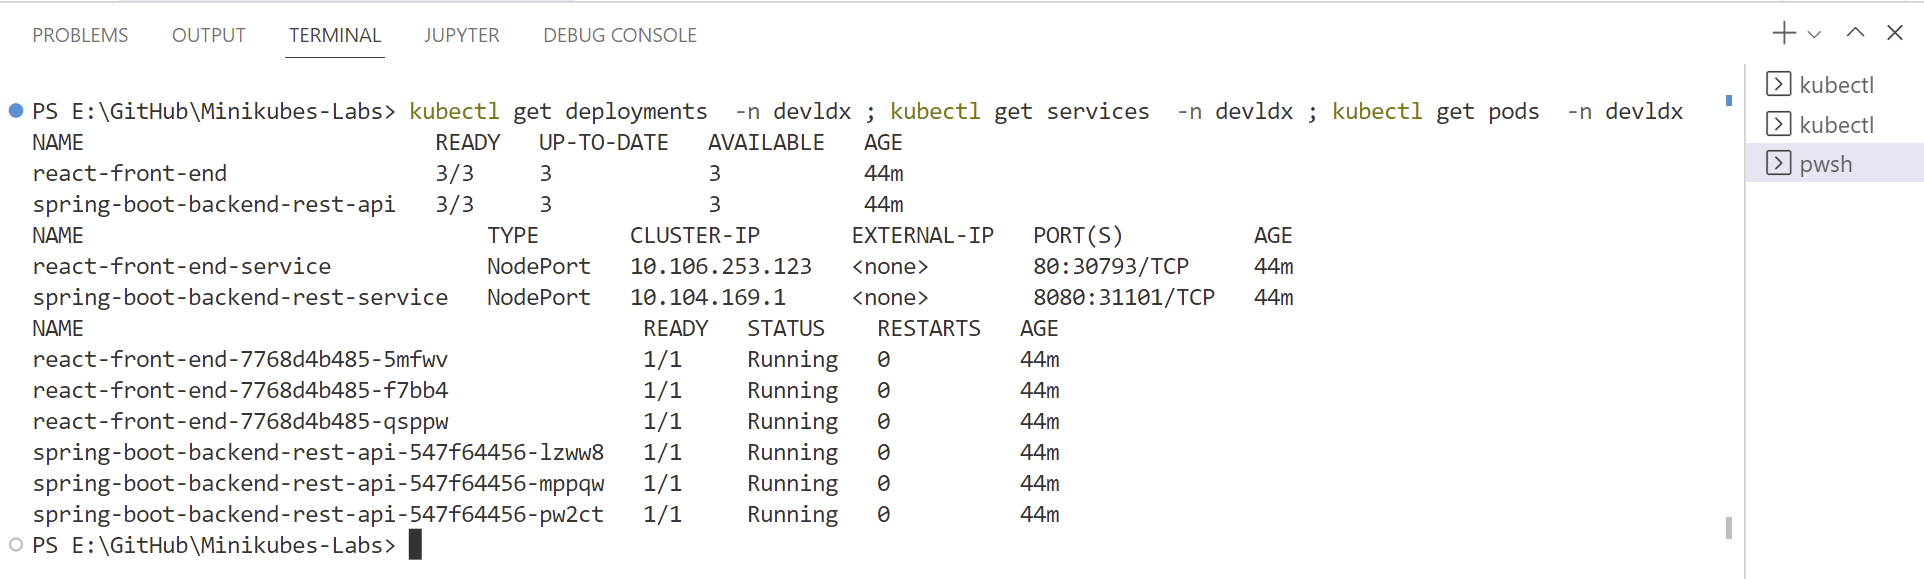 PROBLEMS OUTPUT TERMINAL JUPYTER DEBUG CONSOLE
PS E:\GitHub\Minikubes-Labs> kubectl get deployments  -n devldx ; kubectl get services  -n devldx ; kubectl get pods  -n devldx
NAME                           READY   UP-TO-DATE   AVAILABLE   AGE
react-front-end                3/3     3            3           44m
spring-boot-backend-rest-api   3/3     3            3           44m
NAME                               TYPE       CLUSTER-IP       EXTERNAL-IP   PORT(S)          AGE
react-front-end-service            NodePort   10.106.253.123   <none>        80:30793/TCP     44m
spring-boot-backend-rest-service   NodePort   10.104.169.1     <none>        8080:31101/TCP   44m
NAME                                           READY   STATUS    RESTARTS   AGE
react-front-end-7768d4b485-5mfwv               1/1     Running   0          44m
react-front-end-7768d4b485-f7bb4               1/1     Running   0          44m
react-front-end-7768d4b485-qsppw               1/1     Running   0          44m
spring-boot-backend-rest-api-547f64456-lzww8   1/1     Running   0          44m
spring-boot-backend-rest-api-547f64456-mppqw   1/1     Running   0          44m
spring-boot-backend-rest-api-547f64456-pw2ct   1/1     Running   0          44m
PS E:\GitHub\Minikubes-Labs>
kubectl
kubectl
pwsh